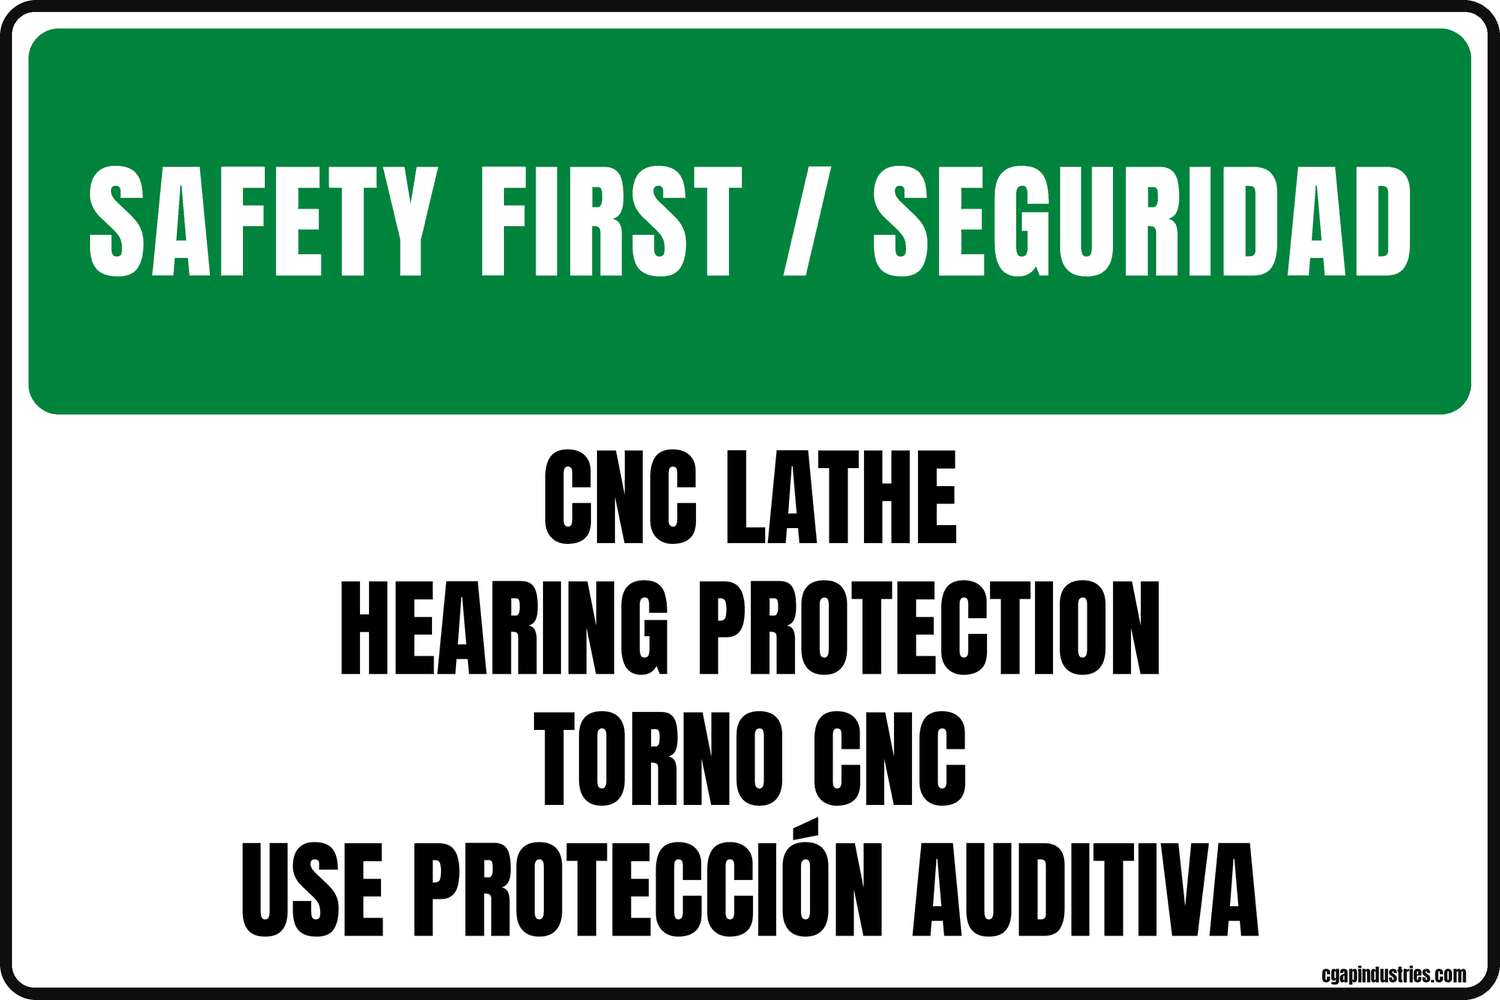 SAFETY FIRST / SEGURIDAD
CNC LATHE
HEARING PROTECTION
TORNO CNC
USE PROTECCIÓN AUDITIVA
cgapindustries.com